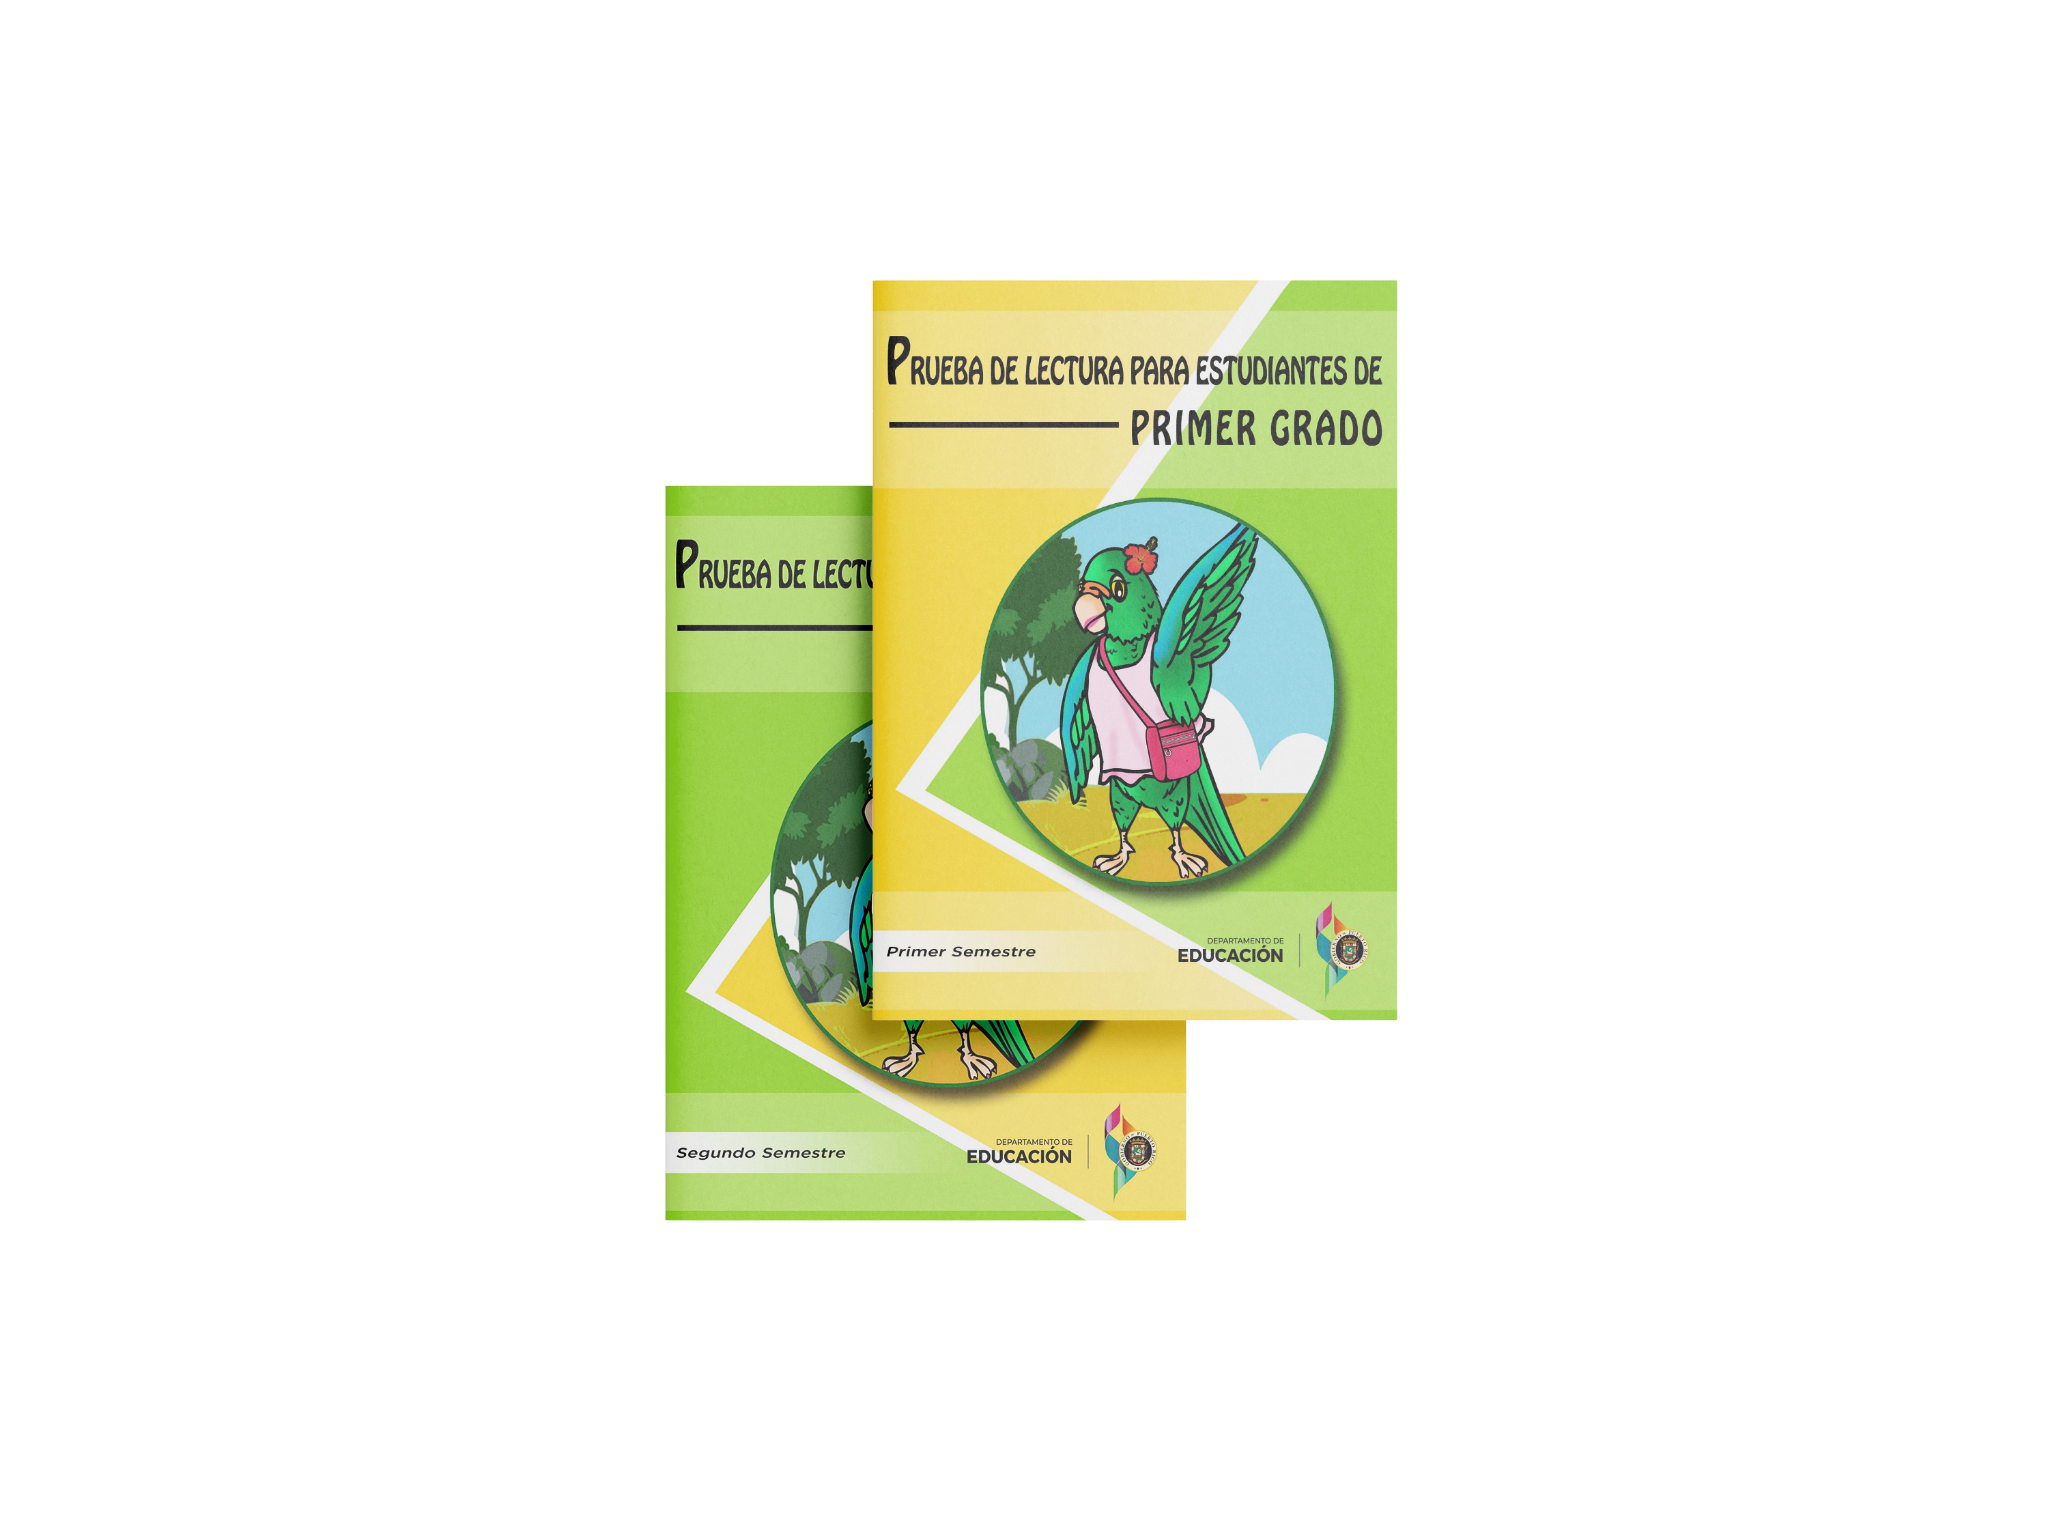 PRUEBA DE LECTURA PARA ESTUDIANTES DE
PRIMER GRADO
Primer Semestre
DEPARTAMENTO DE
EDUCACIÓN
PRUEBA DE LECTU
Segundo Semestre
DEPARTAMENTO DE
EDUCACIÓN